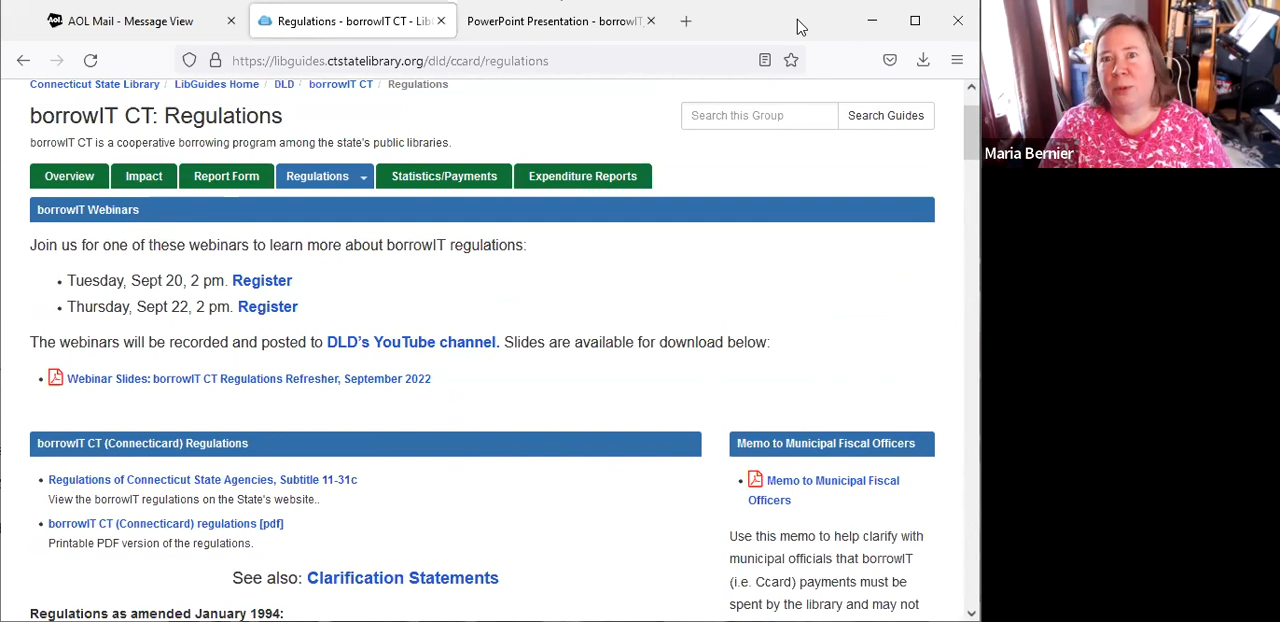 AOL Mail - Message View
Regulations - borrowIT CT - Lib
PowerPoint Presentation - borrowIT
https://libguides.ctstatelibrary.org/dld/ccard/regulations
Connecticut State Library / LibGuides Home / DLD / borrowIT CT / Regulations
borrowIT CT: Regulations
Search this Group
Search Guides
borrowIT CT is a cooperative borrowing program among the state's public libraries.
Overview
Impact
Report Form
Regulations
Statistics/Payments
Expenditure Reports
borrowIT Webinars
Join us for one of these webinars to learn more about borrowIT regulations:
• Tuesday, Sept 20, 2 pm. Register
• Thursday, Sept 22, 2 pm. Register
The webinars will be recorded and posted to DLD's YouTube channel. Slides are available for download below:
• Webinar Slides: borrowIT CT Regulations Refresher, September 2022
borrowIT CT (Connecticard) Regulations
• Regulations of Connecticut State Agencies, Subtitle 11-31c
View the borrowIT regulations on the State's website..
• borrowIT CT (Connecticard) regulations [pdf]
Printable PDF version of the regulations.
See also: Clarification Statements
Regulations as amended January 1994:
Memo to Municipal Fiscal Officers
• Memo to Municipal Fiscal
Officers
Use this memo to help clarify with
municipal officials that borrowIT
(i.e. Ccard) payments must be
spent by the library and may not
Maria Bernier